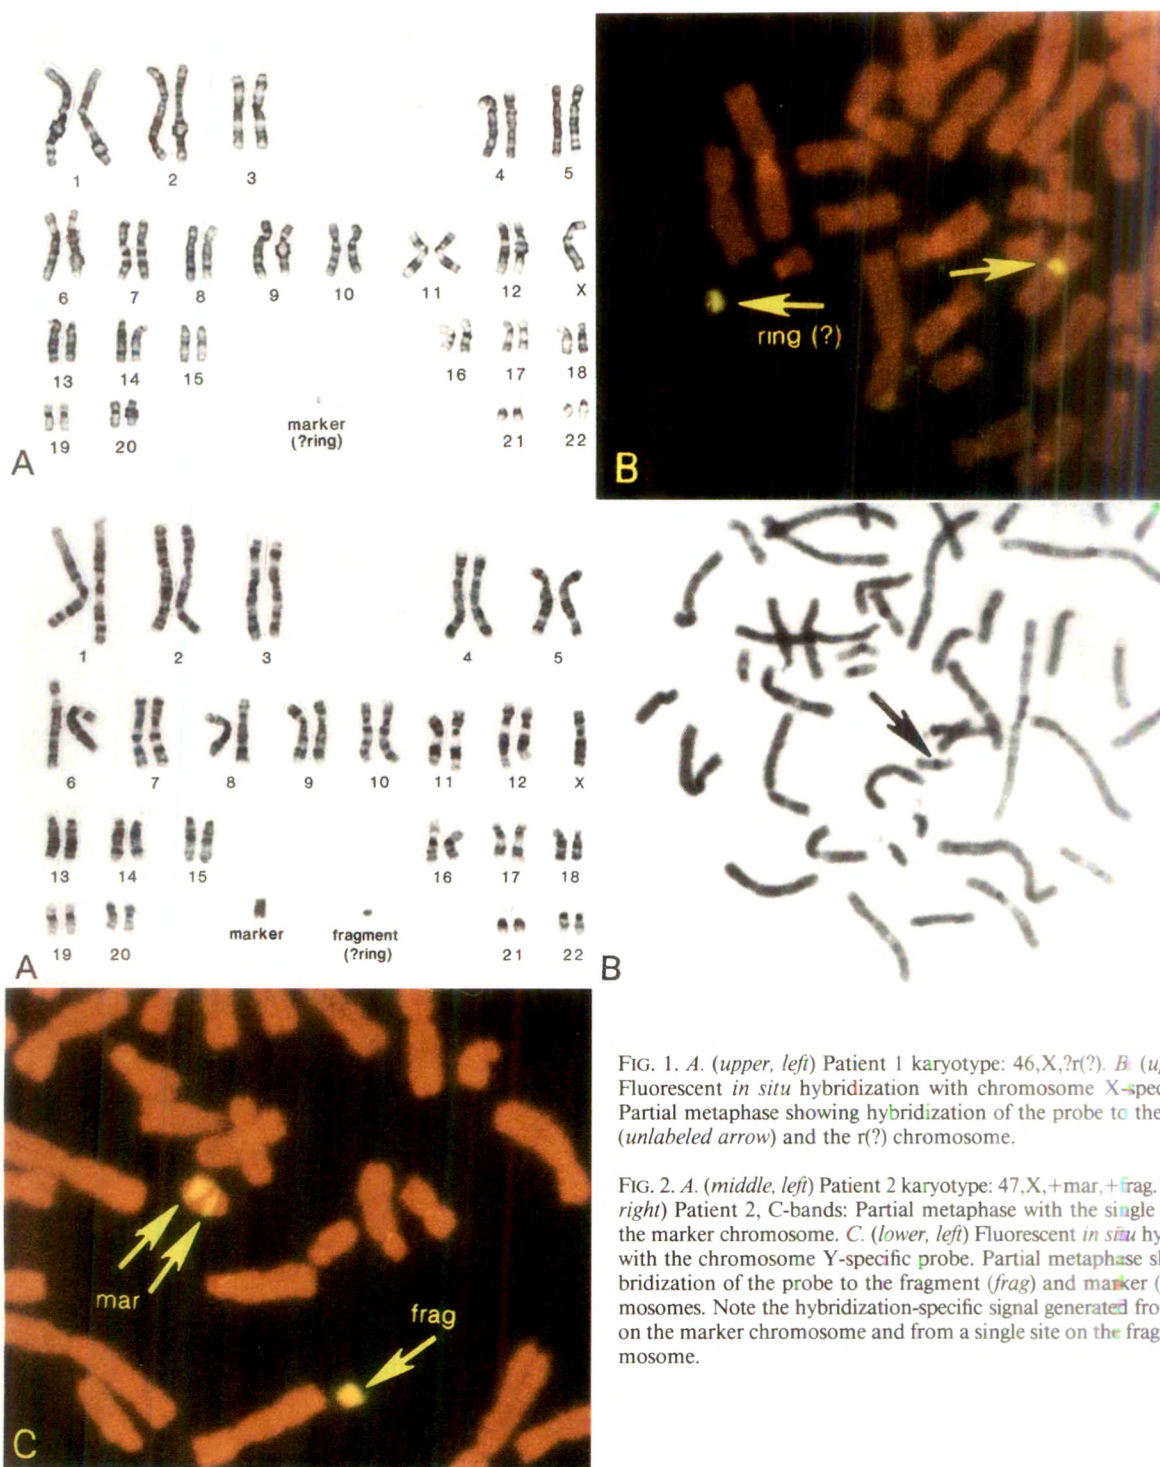 1 2 3 4 5
6 7 8 9 10 11 12 X
13 14 15 16 17 18
19 20 marker 21 22
(?ring)
A
ring (?)
B
1 2 3 4 5
6 7 8 9 10 11 12 X
13 14 15 16 17 18
19 20 marker fragment 21 22
(?ring)
A
B
mar
frag
C
FIG. 1. A. (upper, left) Patient 1 karyotype: 46,X,?r(?). B. (u
Fluorescent in situ hybridization with chromosome X-spec
Partial metaphase showing hybridization of the probe to the
(unlabeled arrow) and the r(?) chromosome.
FIG. 2. A. (middle, left) Patient 2 karyotype: 47,X,+mar,+frag.
right) Patient 2, C-bands: Partial metaphase with the single
the marker chromosome. C. (lower, left) Fluorescent in situ hy
with the chromosome Y-specific probe. Partial metaphase s
bridization of the probe to the fragment (frag) and marker (
mosomes. Note the hybridization-specific signal generated fro
on the marker chromosome and from a single site on the frag
mosome.